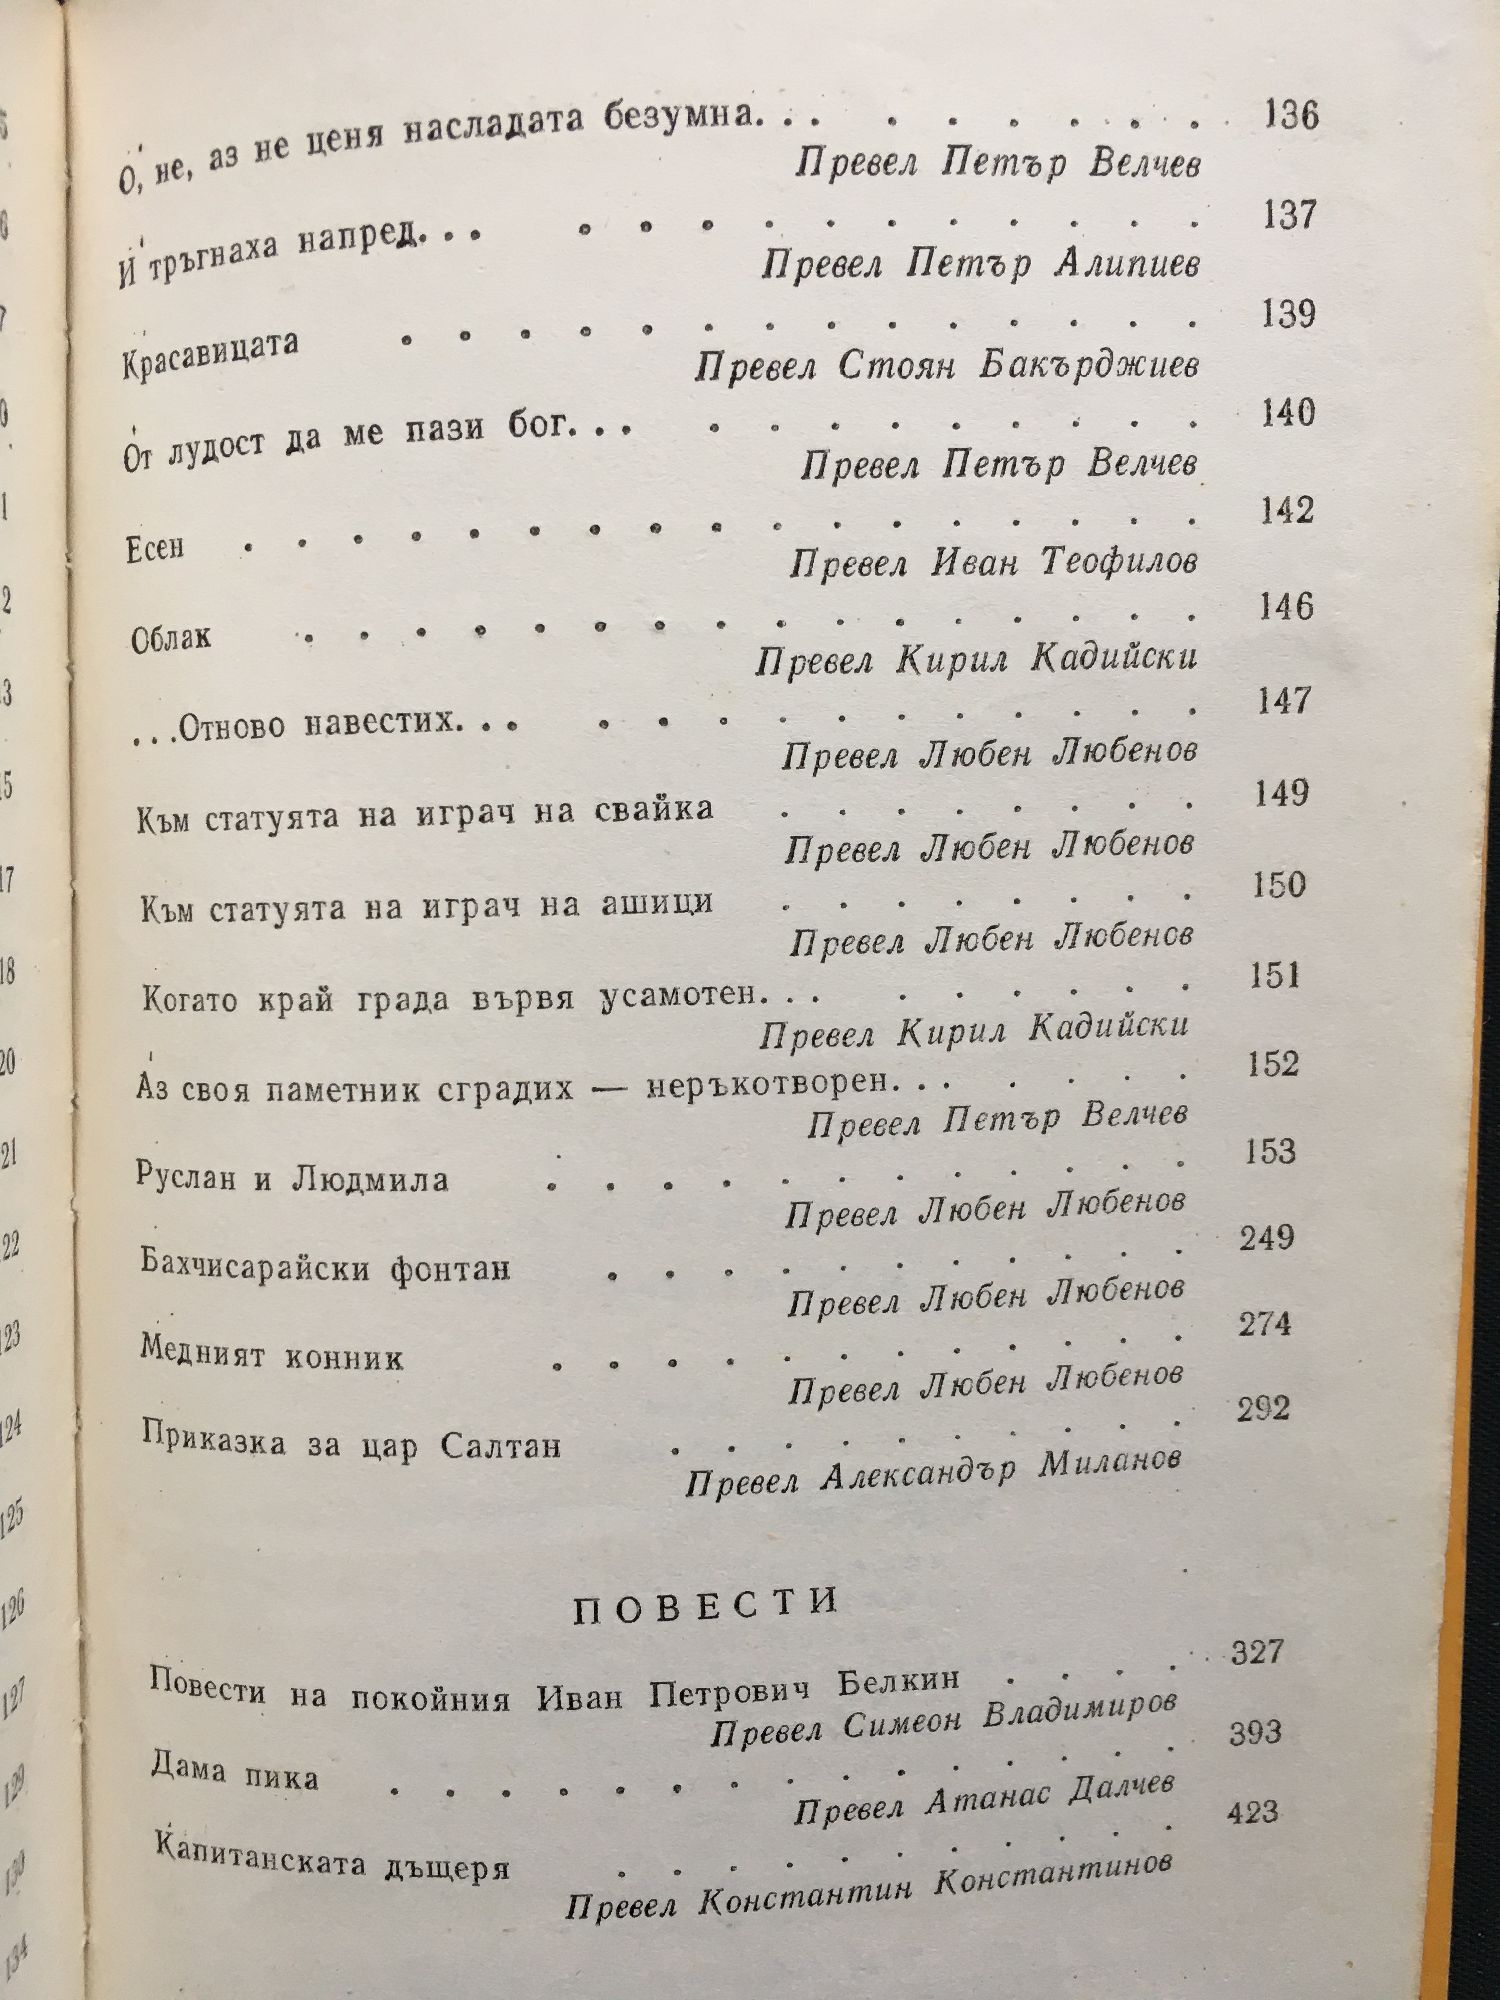 О, не, аз не ценя насладата безумна. . . . . . . . . 136
Превел Петър Велчев
И тръгнаха напред. . . . . . . . . . . . . . 137
Превел Петър Алипиев
Красавицата . . . . . . . . . . . . . . 139
Превел Стоян Бакърджиев
От лудост да ме пази бог. . . . . . . . . . . . 140
Превел Петър Велчев
Есен . . . . . . . . . . . . . . . . . 142
Превел Иван Теофилов
Облак . . . . . . . . . . . . . . . . 146
Превел Кирил Кадийски
...Отново навестих. . . . . . . . . . . . . . 147
Превел Любен Любенов
Към статуята на играч на свайка . . . . . . . . 149
Превел Любен Любенов
Към статуята на играч на ашици . . . . . . . . 150
Превел Любен Любенов
Когато край града вървя усамотен. . . . . . . . . 151
Превел Кирил Кадийски
Аз своя паметник сградих — неръкотворен. . . . . . . 152
Превел Петър Велчев
Руслан и Людмила . . . . . . . . . . . . 153
Превел Любен Любенов
Бахчисарайски фонтан . . . . . . . . . . . 249
Превел Любен Любенов
Медният конник . . . . . . . . . . . . 274
Превел Любен Любенов
Приказка за цар Салтан . . . . . . . . . . 292
Превел Александър Миланов
ПОВЕСТИ
Повести на покойния Иван Петрович Белкин . . . . 327
Превел Симеон Владимиров
Дама пика . . . . . . . . . . . . . . . 393
Превел Атанас Далчев
Капитанската дъщеря . . . . . . . . . . . 423
Превел Константин Константинов